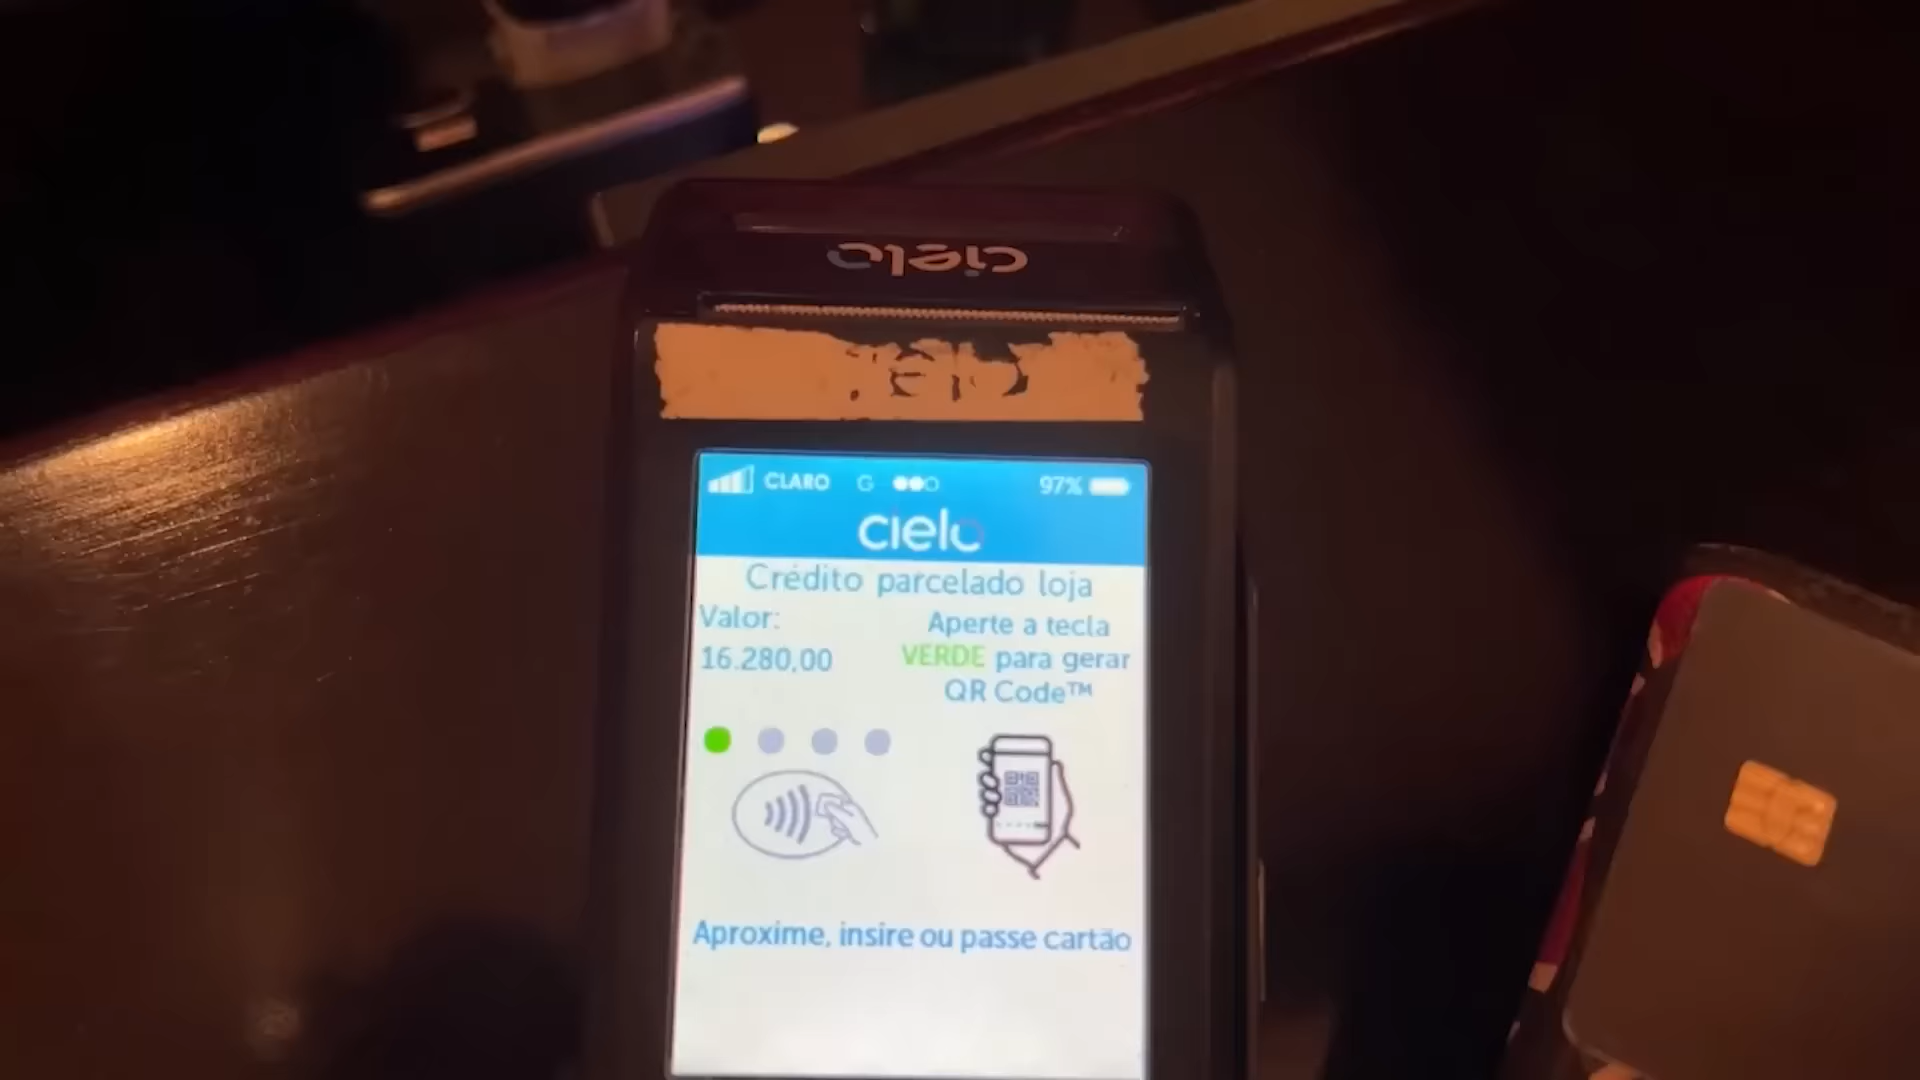 cielo
CLARO G 97%
cielo
Crédito parcelado loja
Valor:
16.280,00
Aperte a tecla
VERDE para gerar
QR Code™
Aproxime, insire ou passe cartão